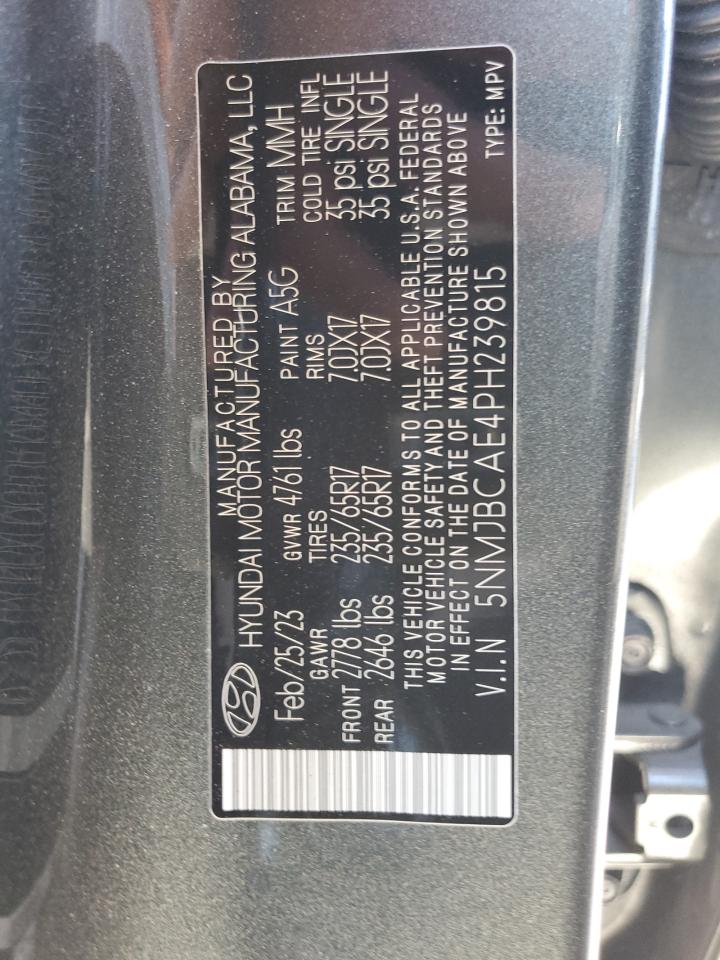 MANUFACTURED BY
HYUNDAI MOTOR MANUFACTURING ALABAMA, LLC
Feb/25/23 GVWR 4761 lbs PAINT A5G TRIM MMH
GAWR TIRES RIMS COLD TIRE INFL
FRONT 2778 lbs 235/65R17 7.0JX17 35 psi SINGLE
REAR 2646 lbs 235/65R17 7.0JX17 35 psi SINGLE
THIS VEHICLE CONFORMS TO ALL APPLICABLE U.S.A. FEDERAL
MOTOR VEHICLE SAFETY AND THEFT PREVENTION STANDARDS
IN EFFECT ON THE DATE OF MANUFACTURE SHOWN ABOVE
V.I.N 5NMJBCAE4PH239815 TYPE: MPV